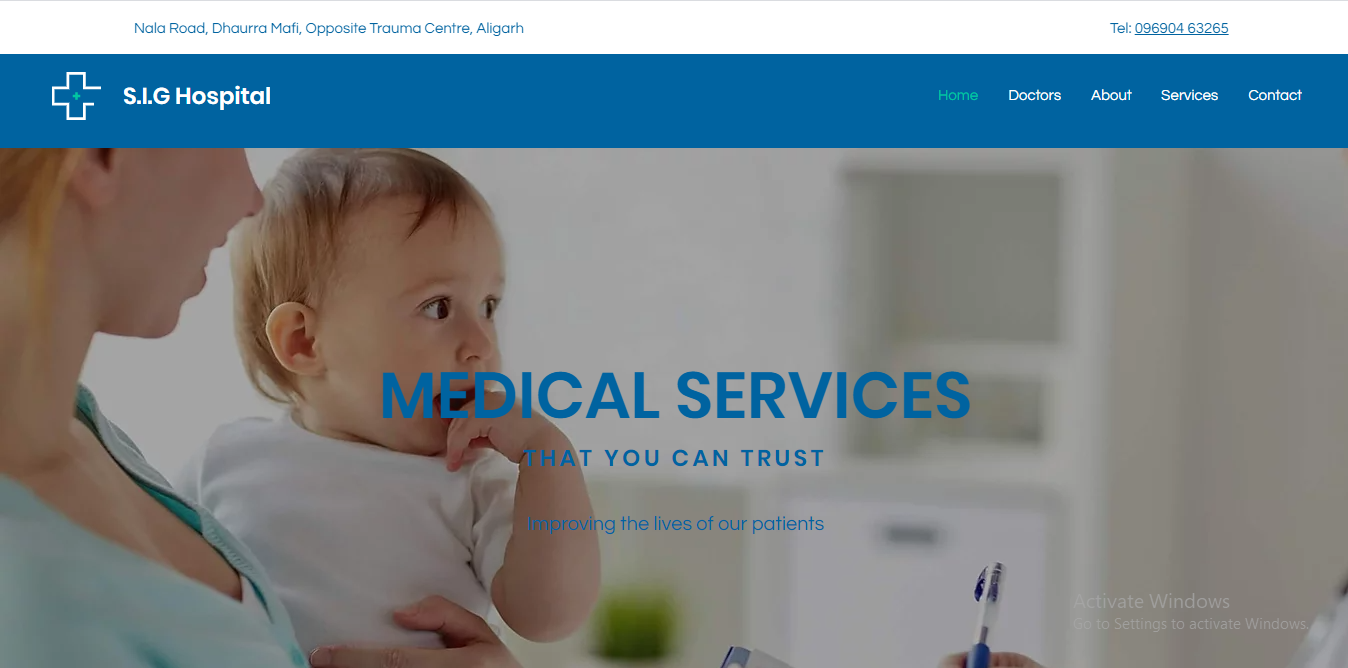 Nala Road, Dhaurra Mafi, Opposite Trauma Centre, Aligarh
Tel: 096904 63265
S.I.G Hospital
Home Doctors About Services Contact
MEDICAL SERVICES
THAT YOU CAN TRUST
Improving the lives of our patients
Activate Windows
Go to Settings to activate Windows.